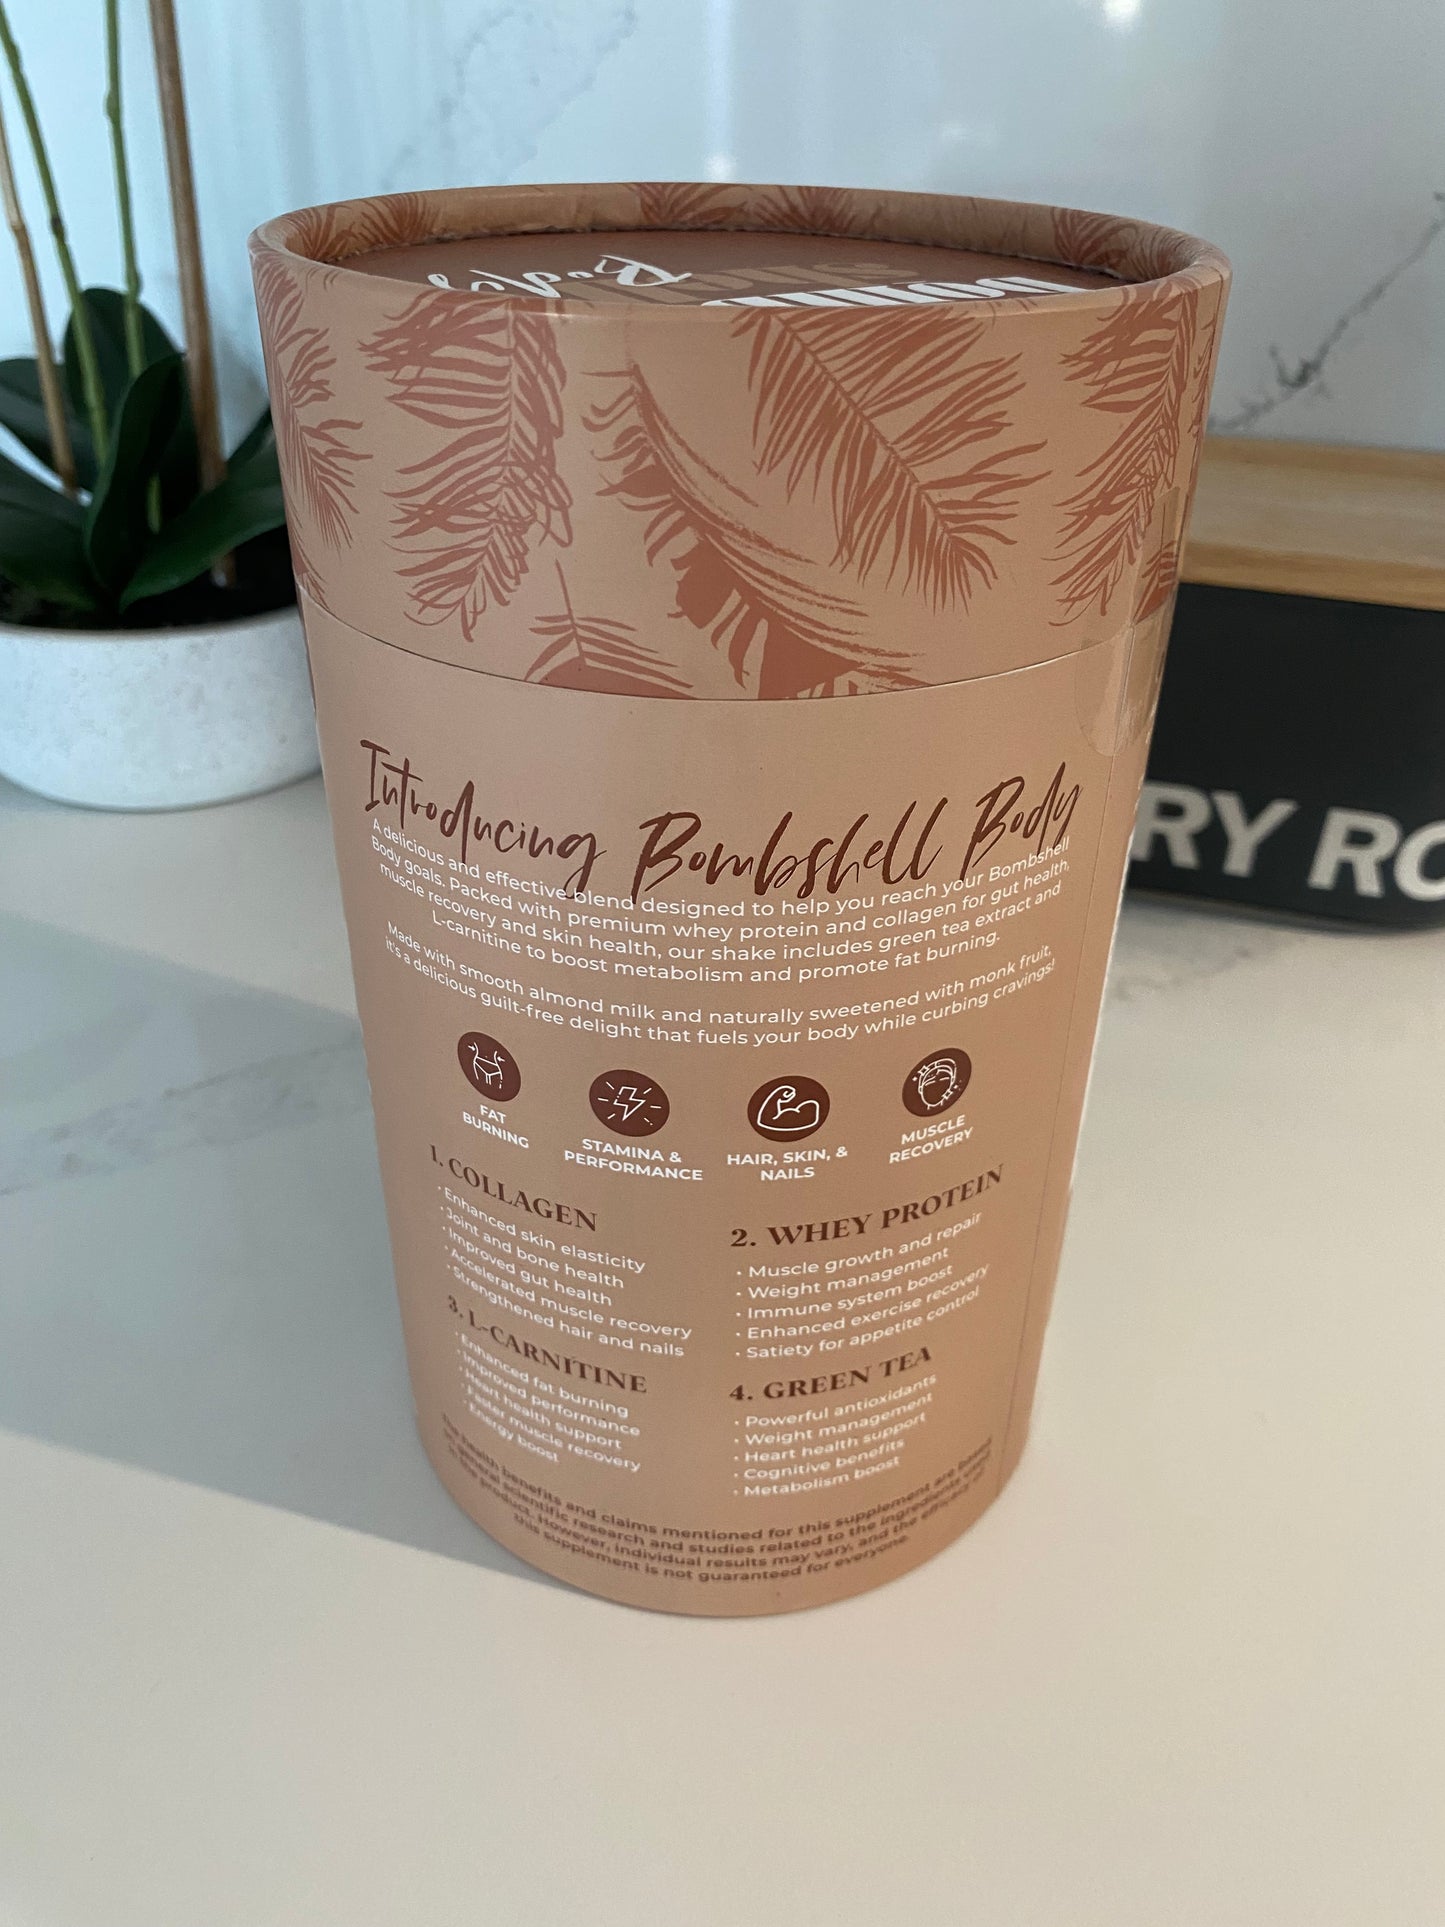 Body
Introducing Bombshell Body
A delicious and effective blend designed to help you reach your Bombshell
Body goals. Packed with premium whey protein and collagen for gut health,
muscle recovery and skin health, our shake includes green tea extract and
L-carnitine to boost metabolism and promote fat burning.
Made with smooth almond milk and naturally sweetened with monk fruit,
it's a delicious guilt-free delight that fuels your body while curbing cravings!
FAT
BURNING
STAMINA &
PERFORMANCE
HAIR, SKIN, &
NAILS
MUSCLE
RECOVERY
1. COLLAGEN
• Enhanced skin elasticity
• Joint and bone health
• Improved gut health
• Accelerated muscle recovery
• Strengthened hair and nails
2. WHEY PROTEIN
• Muscle growth and repair
• Weight management
• Immune system boost
• Enhanced exercise recovery
• Satiety for appetite control
3. L-CARNITINE
• Enhanced fat burning
• Improved performance
• Heart health support
• Faster muscle recovery
• Energy boost
4. GREEN TEA
• Powerful antioxidants
• Weight management
• Heart health support
• Cognitive benefits
• Metabolism boost
The health benefits and claims mentioned for this supplement are based
on general scientific research and studies related to the ingredients used
in the product. However, individual results may vary, and the efficacy of
this supplement is not guaranteed for everyone.
RY RO